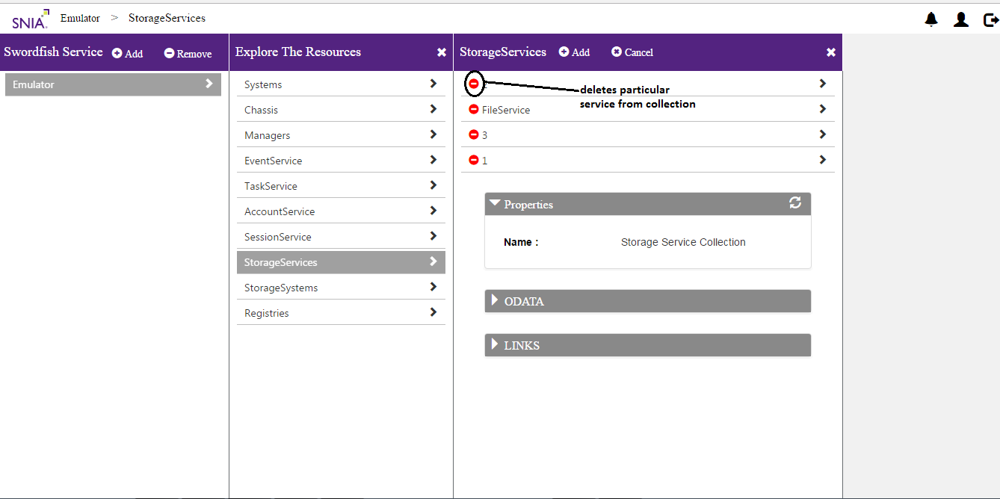 SNIA
Emulator > StorageServices
Swordfish Service Add Remove
Emulator
Explore The Resources
Systems
Chassis
Managers
EventService
TaskService
AccountService
SessionService
StorageServices
StorageSystems
Registries
StorageServices Add Cancel
deletes particular
service from collection
FileService
3
1
Properties
Name : Storage Service Collection
ODATA
LINKS